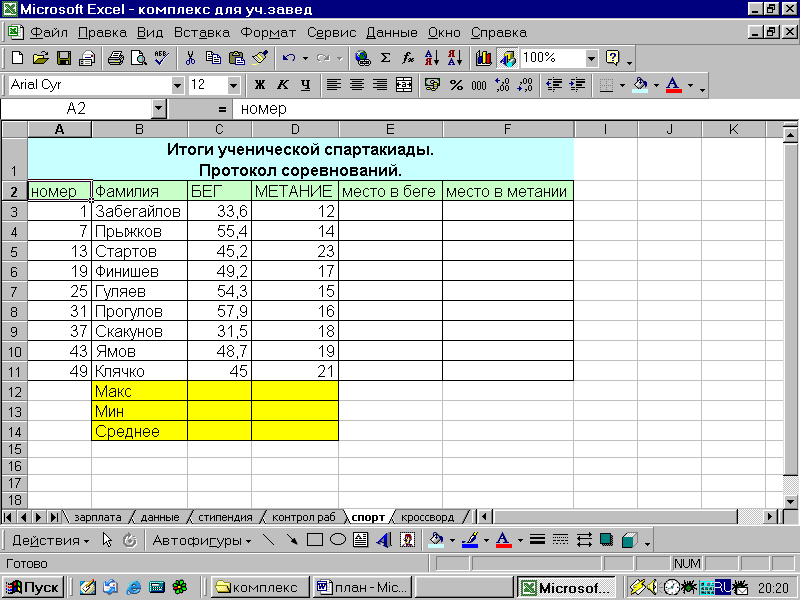 Microsoft Excel - комплекс для уч.завед
Файл Правка Вид Вставка Формат Сервис Данные Окно Справка
100%
Arial Cyr 12 Ж К Ч % 000
A2 = номер
A B C D E F I J K
Итоги ученической спартакиады.
1 Протокол соревнований.
2 номер Фамилия БЕГ МЕТАНИЕ место в беге место в метании
3 1 Забегайлов 33,6 12
4 7 Прыжков 55,4 14
5 13 Стартов 45,2 23
6 19 Финишев 49,2 17
7 25 Гуляев 54,3 15
8 31 Прогулов 57,9 16
9 37 Скакунов 31,5 18
10 43 Ямов 48,7 19
11 49 Клячко 45 21
12 Макс
13 Мин
14 Среднее
15
16
17
18
зарплата данные стипендия контрол раб спорт кроссворд
Действия Автофигуры
Готово NUM
Пуск комплекс план - Mic... Microsof... RU 20:20